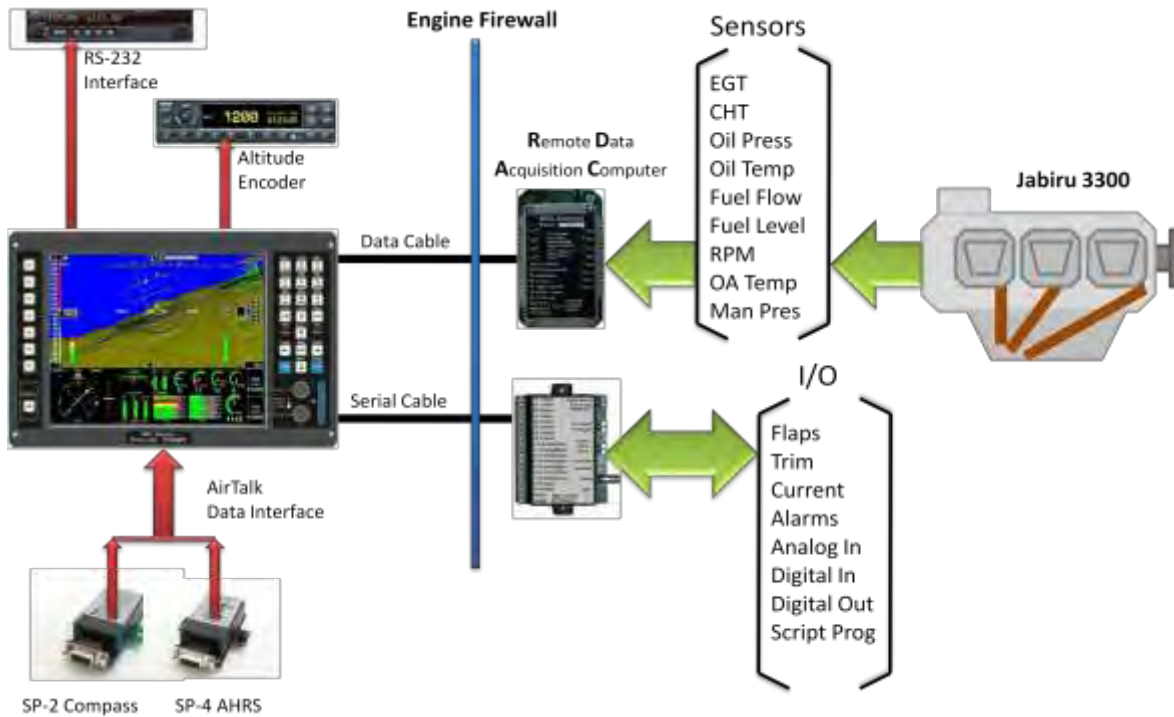 Engine Firewall
Sensors
RS-232
Interface
1200
Altitude
Encoder
Remote Data
Acquisition Computer
EGT
CHT
Oil Press
Oil Temp
Fuel Flow
Fuel Level
RPM
OA Temp
Man Pres
Jabiru 3300
Data Cable
Serial Cable
I/O
Flaps
Trim
Current
Alarms
Analog In
Digital In
Digital Out
Script Prog
AirTalk
Data Interface
SP-2 Compass
SP-4 AHRS